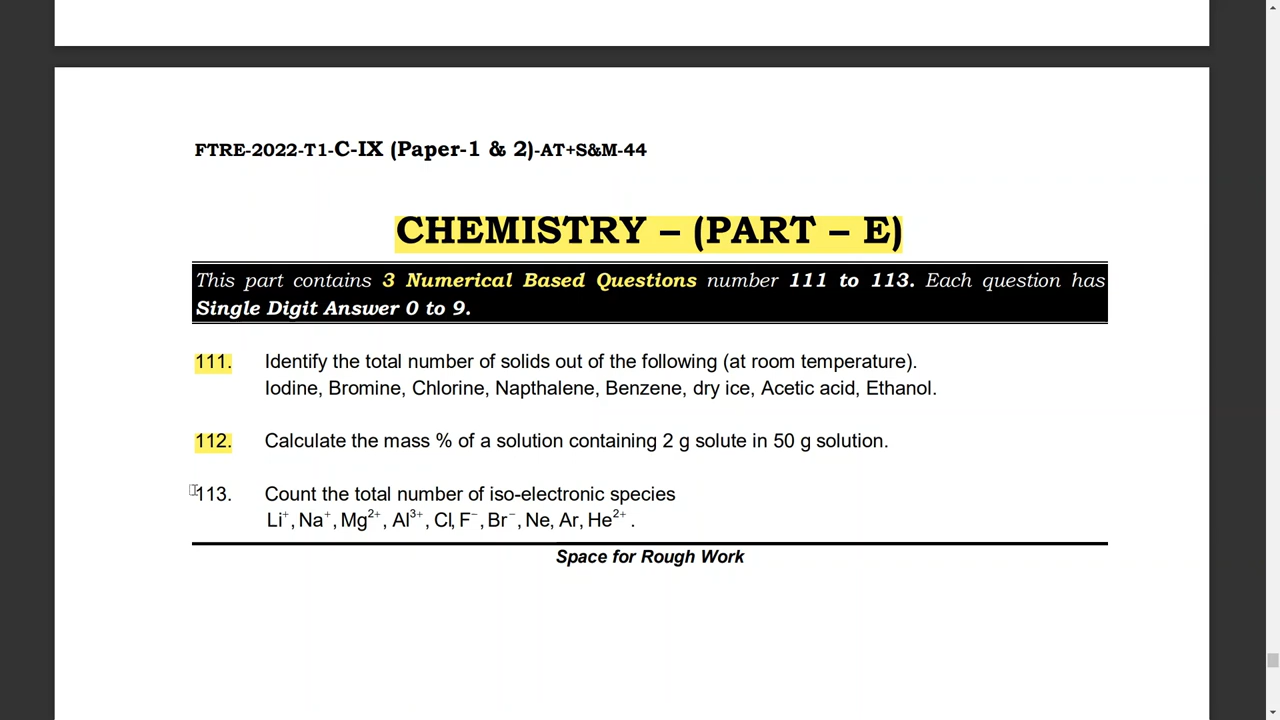 FTRE-2022-T1-C-IX (Paper-1 & 2)-AT+S&M-44
CHEMISTRY – (PART – E)
This part contains 3 Numerical Based Questions number 111 to 113. Each question has
Single Digit Answer 0 to 9.
111. Identify the total number of solids out of the following (at room temperature).
Iodine, Bromine, Chlorine, Napthalene, Benzene, dry ice, Acetic acid, Ethanol.
112. Calculate the mass % of a solution containing 2 g solute in 50 g solution.
113. Count the total number of iso-electronic species
Li⁺, Na⁺, Mg²⁺, Al³⁺, Cl, F⁻, Br⁻, Ne, Ar, He²⁺.
Space for Rough Work